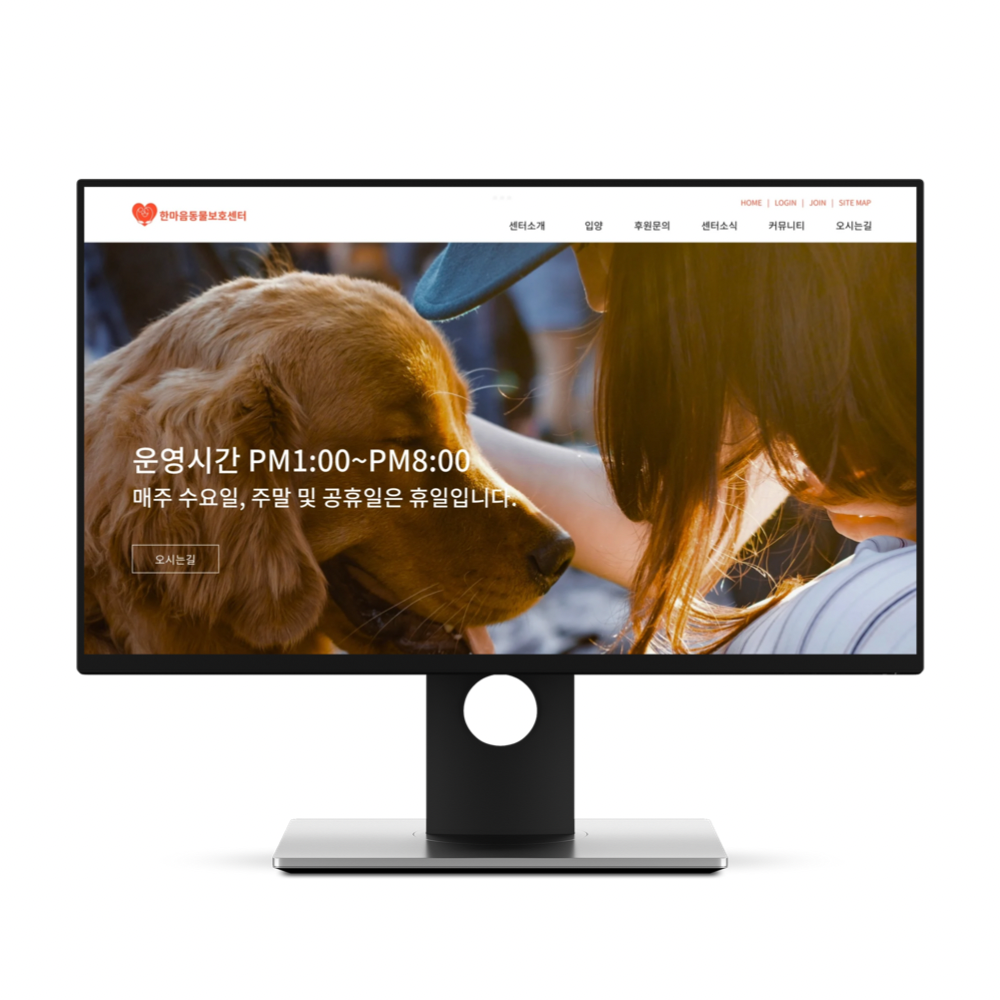 한마음동물보호센터
HOME | LOGIN | JOIN | SITE MAP
센터소개 입양 후원문의 센터소식 커뮤니티 오시는길
운영시간 PM1:00~PM8:00
매주 수요일, 주말 및 공휴일은 휴일입니다.
오시는길